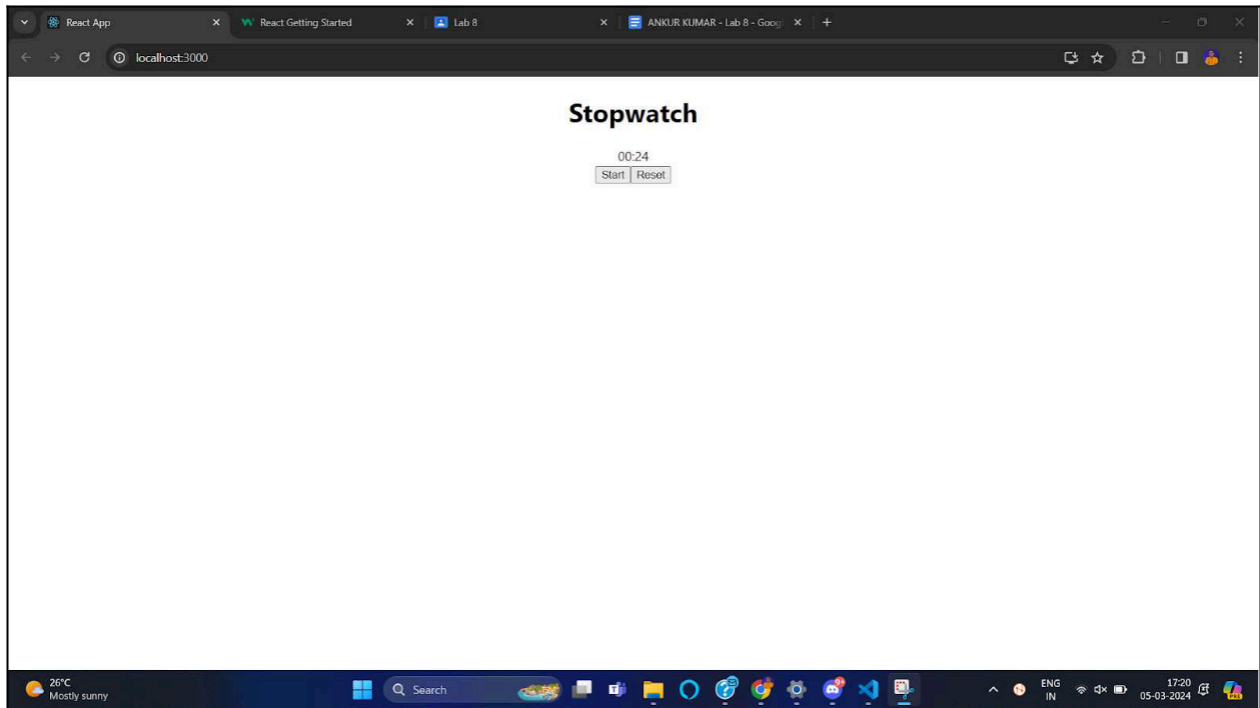 React App
React Getting Started
Lab 8
ANKUR KUMAR - Lab 8 - Goog
localhost:3000
Stopwatch
00:24
Start Reset
26°C
Mostly sunny
Search
ENG
IN
17:20
05-03-2024